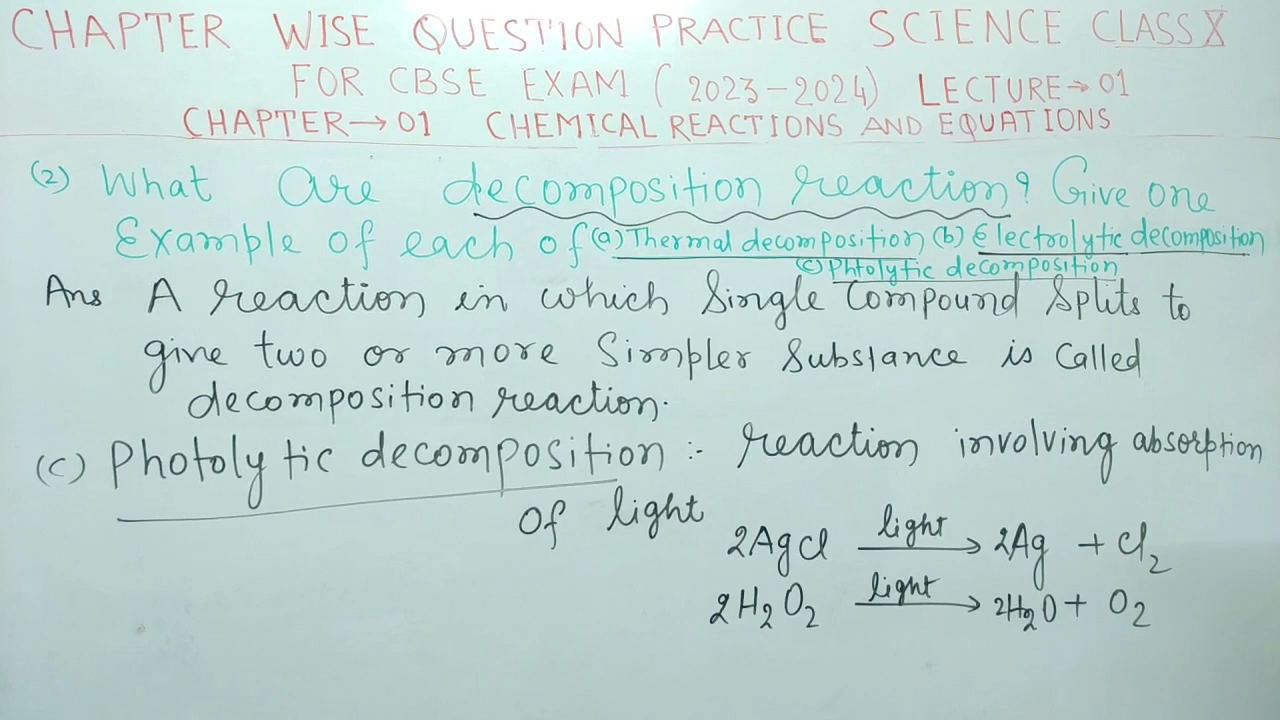 CHAPTER WISE QUESTION PRACTICE SCIENCE CLASS X
FOR CBSE EXAM (2023-2024) LECTURE→01
CHAPTER→01 CHEMICAL REACTIONS AND EQUATIONS
(2) What are decomposition reaction? Give one
Example of each of (a) Thermal decomposition (b) Electrolytic decomposition
(c) Phtolytic decomposition
Ans A reaction in which Single Compound Splits to
give two or more Simpler Substance is Called
decomposition reaction.
(C) Photolytic decomposition :- reaction involving absorption
Of light
2AgCl light→ 2Ag + Cl₂
2H₂O₂ light→ 2H₂O + O₂